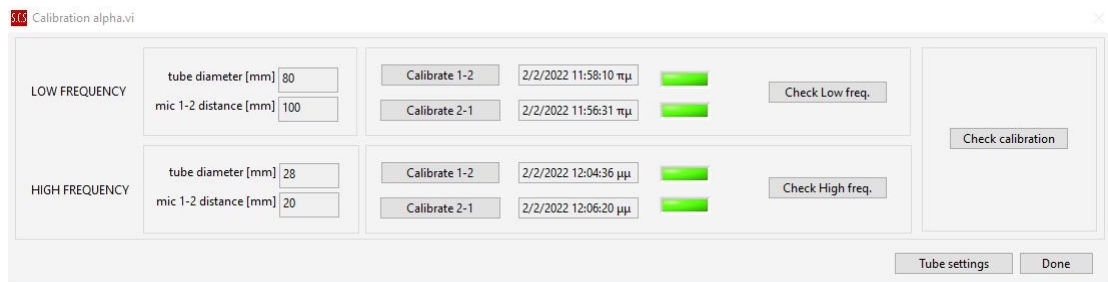 SCS Calibration alpha.vi
LOW FREQUENCY
tube diameter [mm] 80
mic 1-2 distance [mm] 100
Calibrate 1-2 2/2/2022 11:58:10 πμ
Calibrate 2-1 2/2/2022 11:56:31 πμ
Check Low freq.
HIGH FREQUENCY
tube diameter [mm] 28
mic 1-2 distance [mm] 20
Calibrate 1-2 2/2/2022 12:04:36 μμ
Calibrate 2-1 2/2/2022 12:06:20 μμ
Check High freq.
Check calibration
Tube settings Done